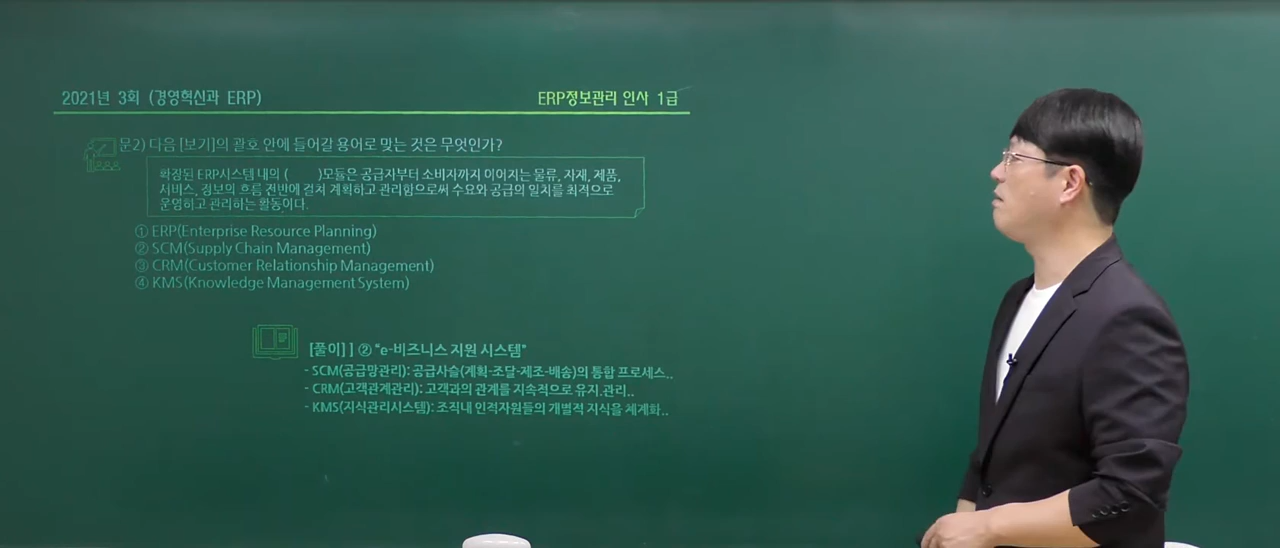 2021년 3회 (경영혁신과 ERP)
ERP정보관리 인사 1급
문2) 다음 [보기]의 괄호 안에 들어갈 용어로 맞는 것은 무엇인가?
확장된 ERP시스템 내의 (      )모듈은 공급자부터 소비자까지 이어지는 물류, 자재, 제품,
서비스, 정보의 흐름 전반에 걸쳐 계획하고 관리함으로써 수요와 공급의 일치를 최적으로
운영하고 관리하는 활동이다.
① ERP(Enterprise Resource Planning)
② SCM(Supply Chain Management)
③ CRM(Customer Relationship Management)
④ KMS(Knowledge Management System)
[풀이] ] ② "e-비즈니스 지원 시스템"
- SCM(공급망관리): 공급사슬(계획-조달-제조-배송)의 통합 프로세스..
- CRM(고객관계관리): 고객과의 관계를 지속적으로 유지.관리..
- KMS(지식관리시스템): 조직내 인적자원들의 개별적 지식을 체계화..